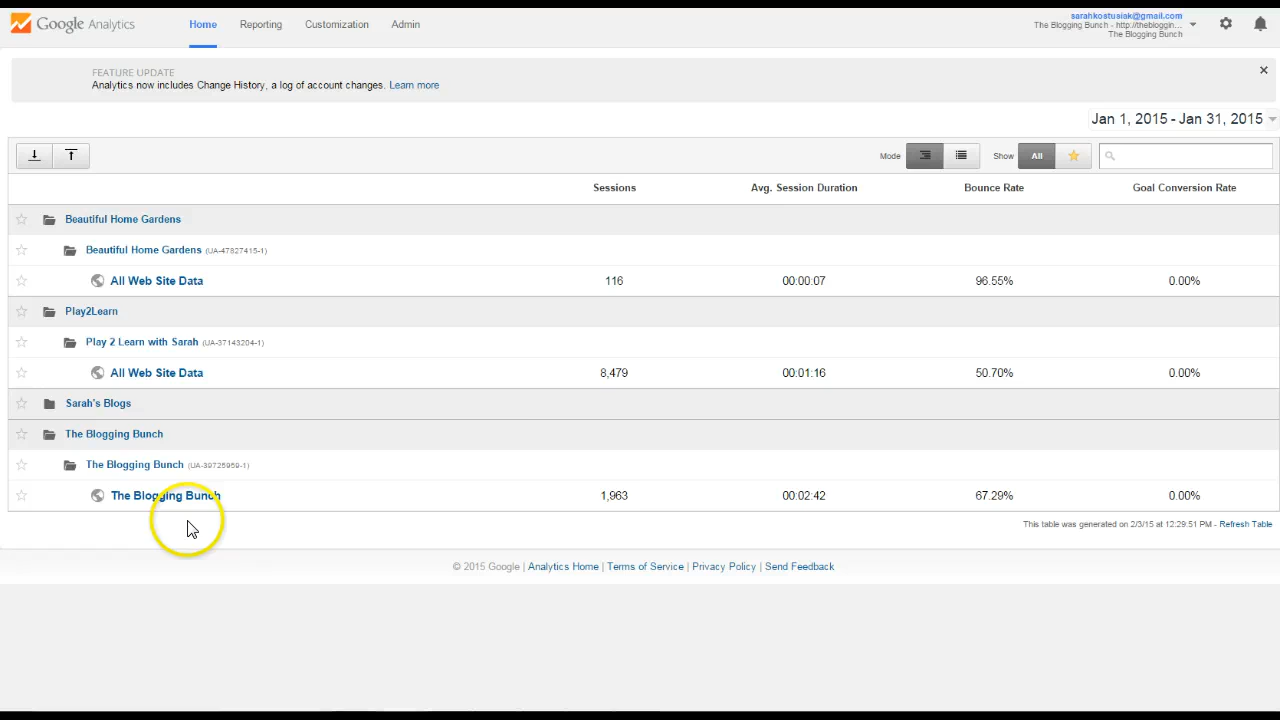 Google Analytics
Home Reporting Customization Admin
sarahkostusiak@gmail.com
The Blogging Bunch - http://thebloggin...
The Blogging Bunch
FEATURE UPDATE
Analytics now includes Change History, a log of account changes. Learn more
Jan 1, 2015 - Jan 31, 2015
Mode Show All
Sessions Avg. Session Duration Bounce Rate Goal Conversion Rate
Beautiful Home Gardens
Beautiful Home Gardens (UA-47827415-1)
All Web Site Data 116 00:00:07 96.55% 0.00%
Play2Learn
Play 2 Learn with Sarah (UA-37143204-1)
All Web Site Data 8,479 00:01:16 50.70% 0.00%
Sarah's Blogs
The Blogging Bunch
The Blogging Bunch (UA-39726969-1)
The Blogging Bunch 1,963 00:02:42 67.29% 0.00%
This table was generated on 2/3/15 at 12:29:51 PM - Refresh Table
© 2015 Google | Analytics Home | Terms of Service | Privacy Policy | Send Feedback